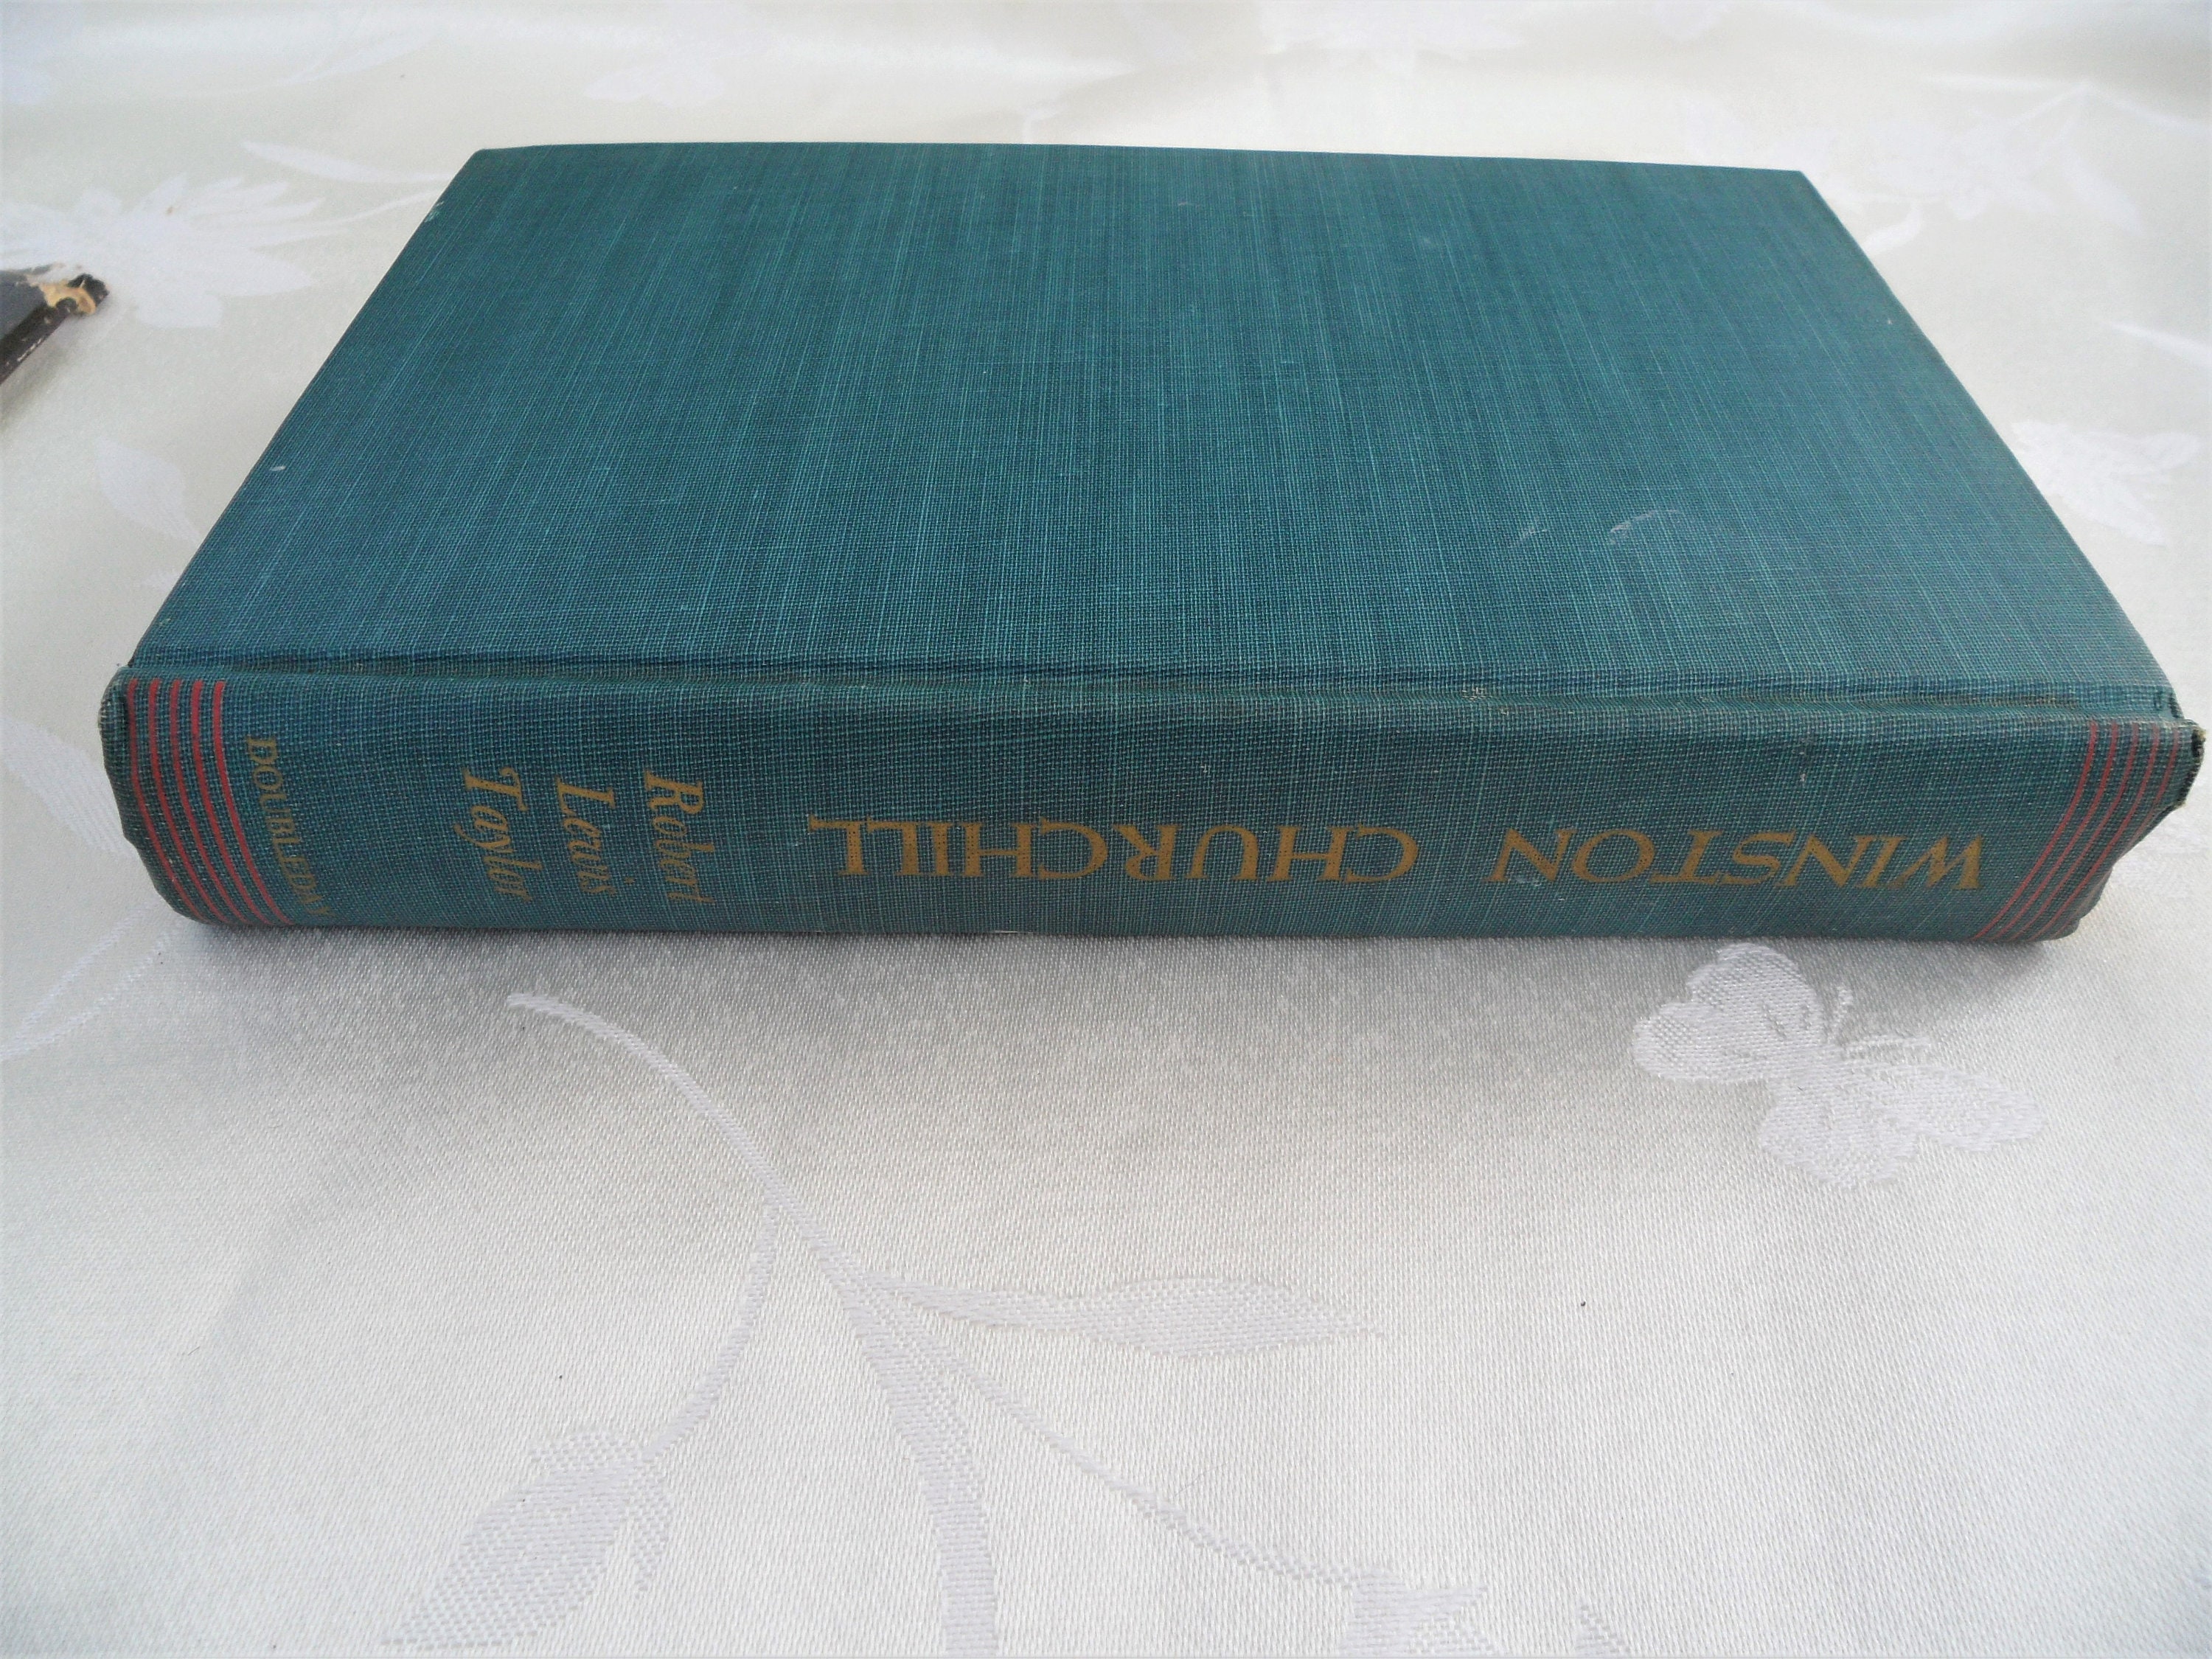 WINSTON CHURCHILL
Robert
Lewis
Taylor
DOUBLEDAY